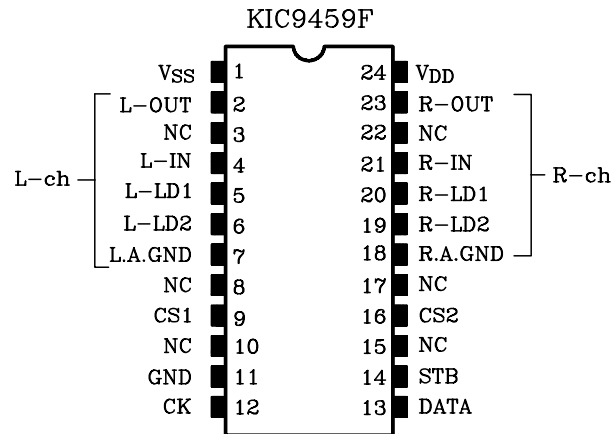 KIC9459F
VSS 1 24 VDD
L-OUT 2 23 R-OUT
NC 3 22 NC
L-IN 4 21 R-IN
L-ch L-LD1 5 20 R-LD1 R-ch
L-LD2 6 19 R-LD2
L.A.GND 7 18 R.A.GND
NC 8 17 NC
CS1 9 16 CS2
NC 10 15 NC
GND 11 14 STB
CK 12 13 DATA